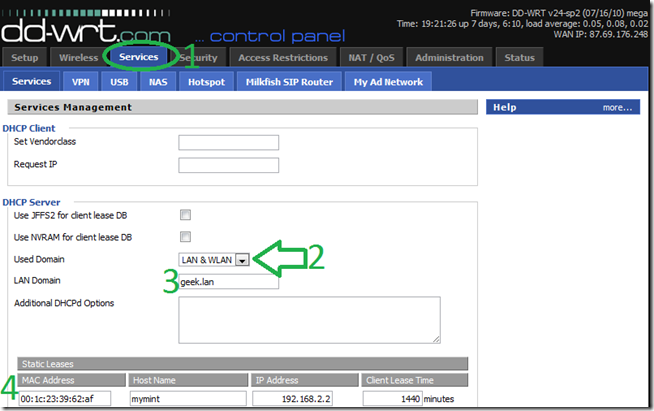 Firmware: DD-WRT v24-sp2 (07/16/10) mega
Time: 19:21:26 up 7 days, 6:10, load average: 0.05, 0.08, 0.02
WAN IP: 87.69.176.248
dd-wrt.com ... control panel
Setup Wireless Services 1 Security Access Restrictions NAT / QoS Administration Status
Services VPN USB NAS Hotspot Milkfish SIP Router My Ad Network
Services Management
Help more...
DHCP Client
Set Vendorclass
Request IP
DHCP Server
Use JFFS2 for client lease DB
Use NVRAM for client lease DB
Used Domain LAN & WLAN 2
LAN Domain 3 geek.lan
Additional DHCPd Options
Static Leases
4 MAC Address Host Name IP Address Client Lease Time
00:1c:23:39:62:af mymint 192.168.2.2 1440 minutes